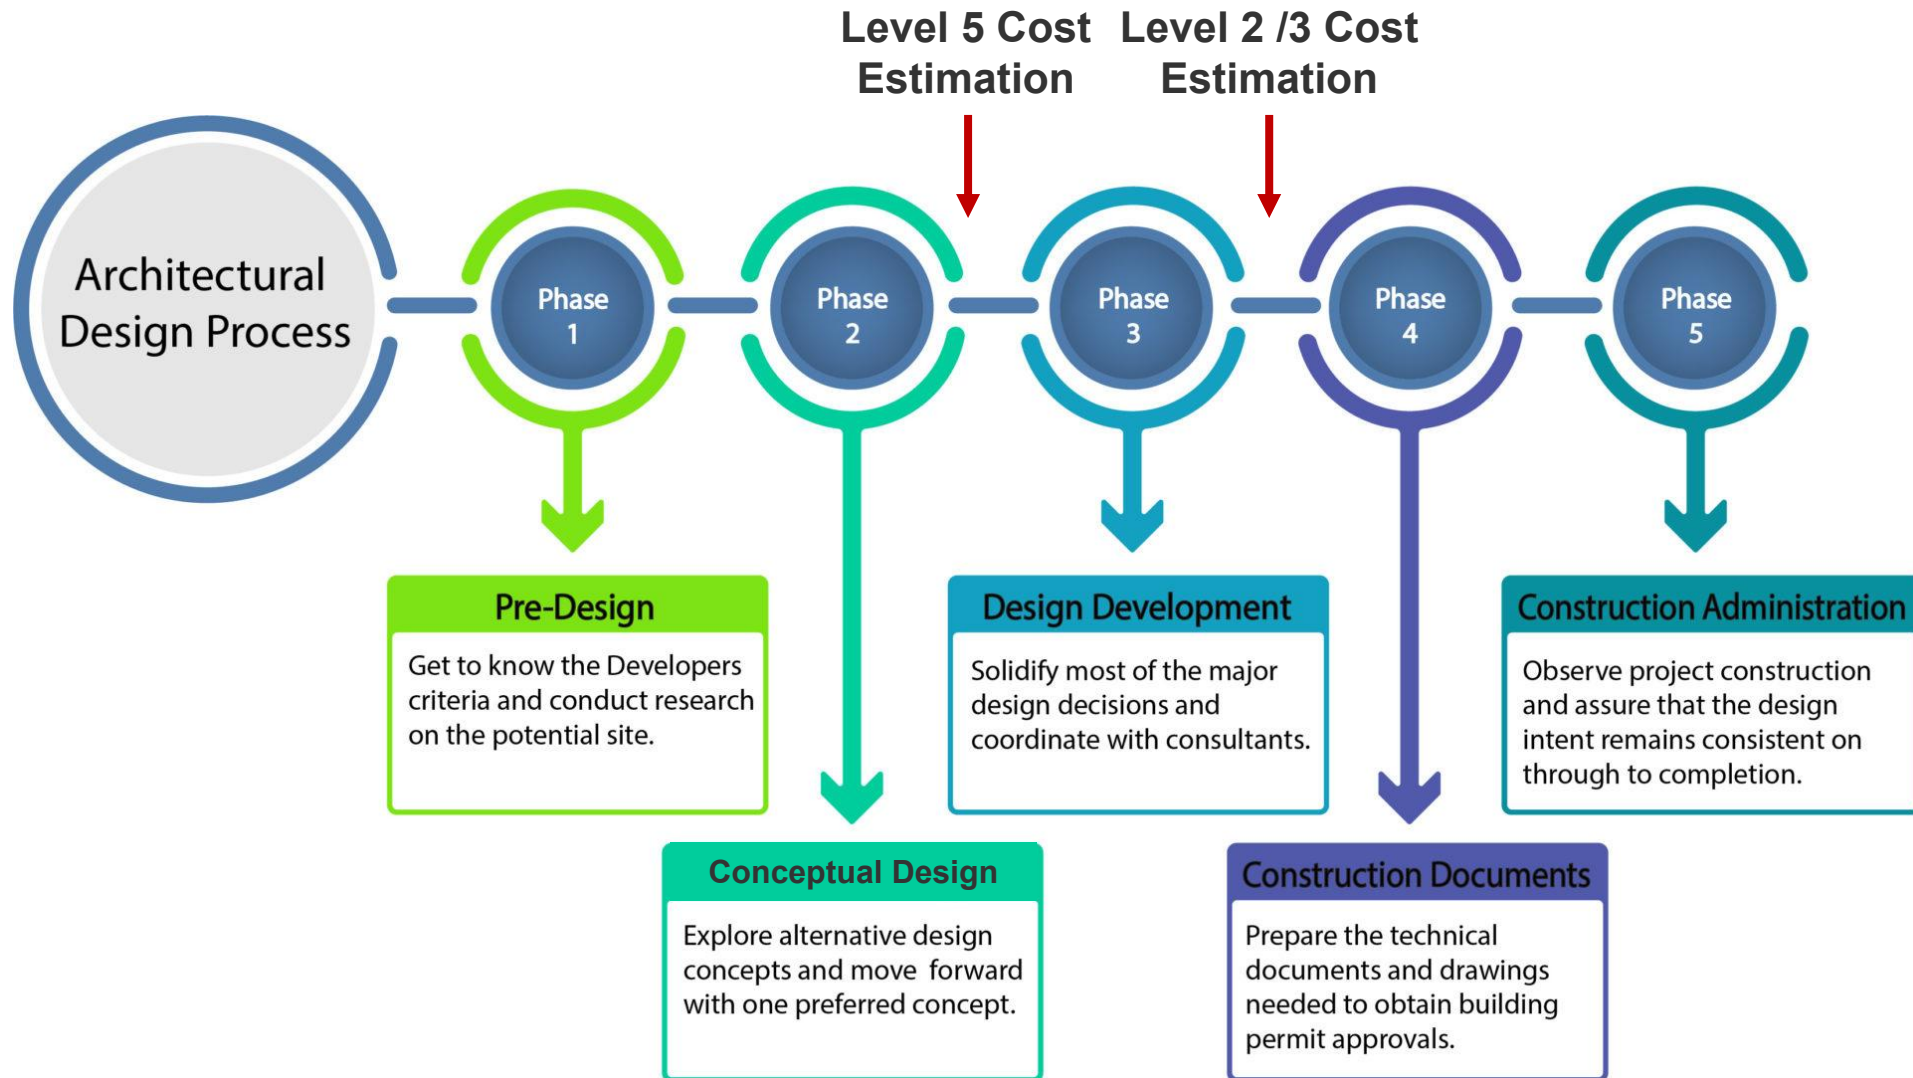 Level 5 Cost
Estimation
Level 2 /3 Cost
Estimation
Architectural
Design Process
Phase
1
Phase
2
Phase
3
Phase
4
Phase
5
Pre-Design
Get to know the Developers
criteria and conduct research
on the potential site.
Design Development
Solidify most of the major
design decisions and
coordinate with consultants.
Construction Administration
Observe project construction
and assure that the design
intent remains consistent on
through to completion.
Conceptual Design
Explore alternative design
concepts and move forward
with one preferred concept.
Construction Documents
Prepare the technical
documents and drawings
needed to obtain building
permit approvals.